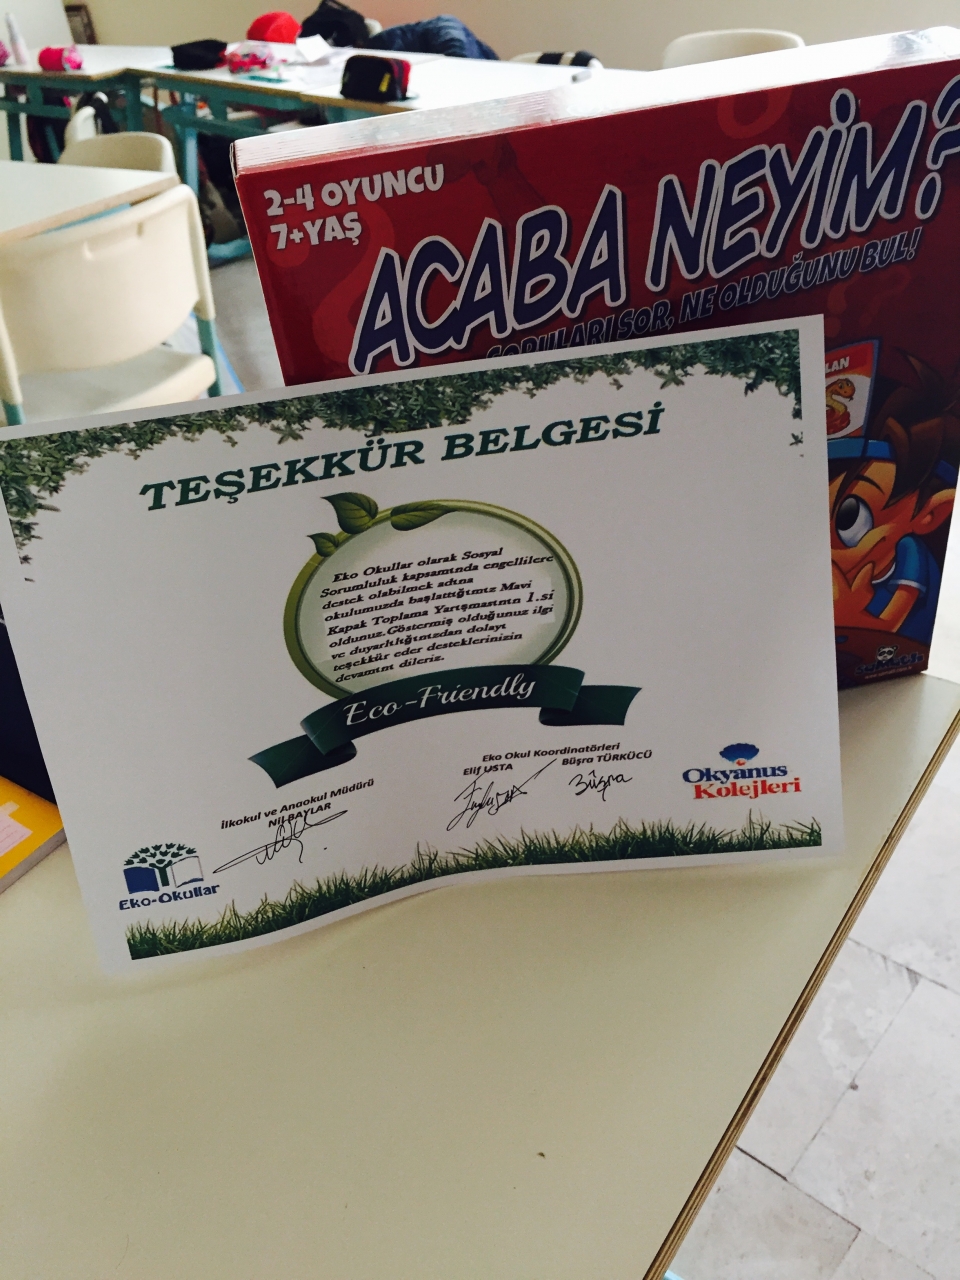 2-4 OYUNCU
7+YAŞ
ACABA NEYİM?
SORULARI SOR, NE OLDUĞUNU BUL!
TEŞEKKÜR BELGESİ
Eko Okullar olarak Sosyal
Sorumluluk kapsamında engellilere
destek olabilmek adına
okulumuzda başlattığımız Mavi
Kapak Toplama Yarışmasının 1.si
oldunuz.Göstermiş olduğunuz ilgi
ve duyarlılığınızdan dolayı
teşekkür eder desteklerinizin
devamını dileriz.
Eco-Friendly
İlkokul ve Anaokul Müdürü
NİL BAYLAR
Eko Okul Koordinatörleri
Elif USTA Büşra TÜRKÜCÜ
Büşra
Okyanus
Kolejleri
Eko-Okullar